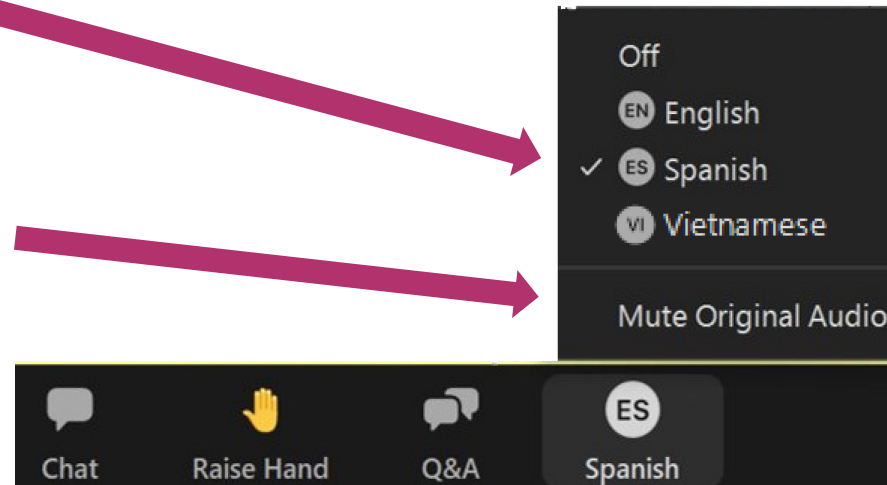 Off
EN English
ES Spanish
VI Vietnamese
Mute Original Audio
ES
Chat Raise Hand Q&A Spanish